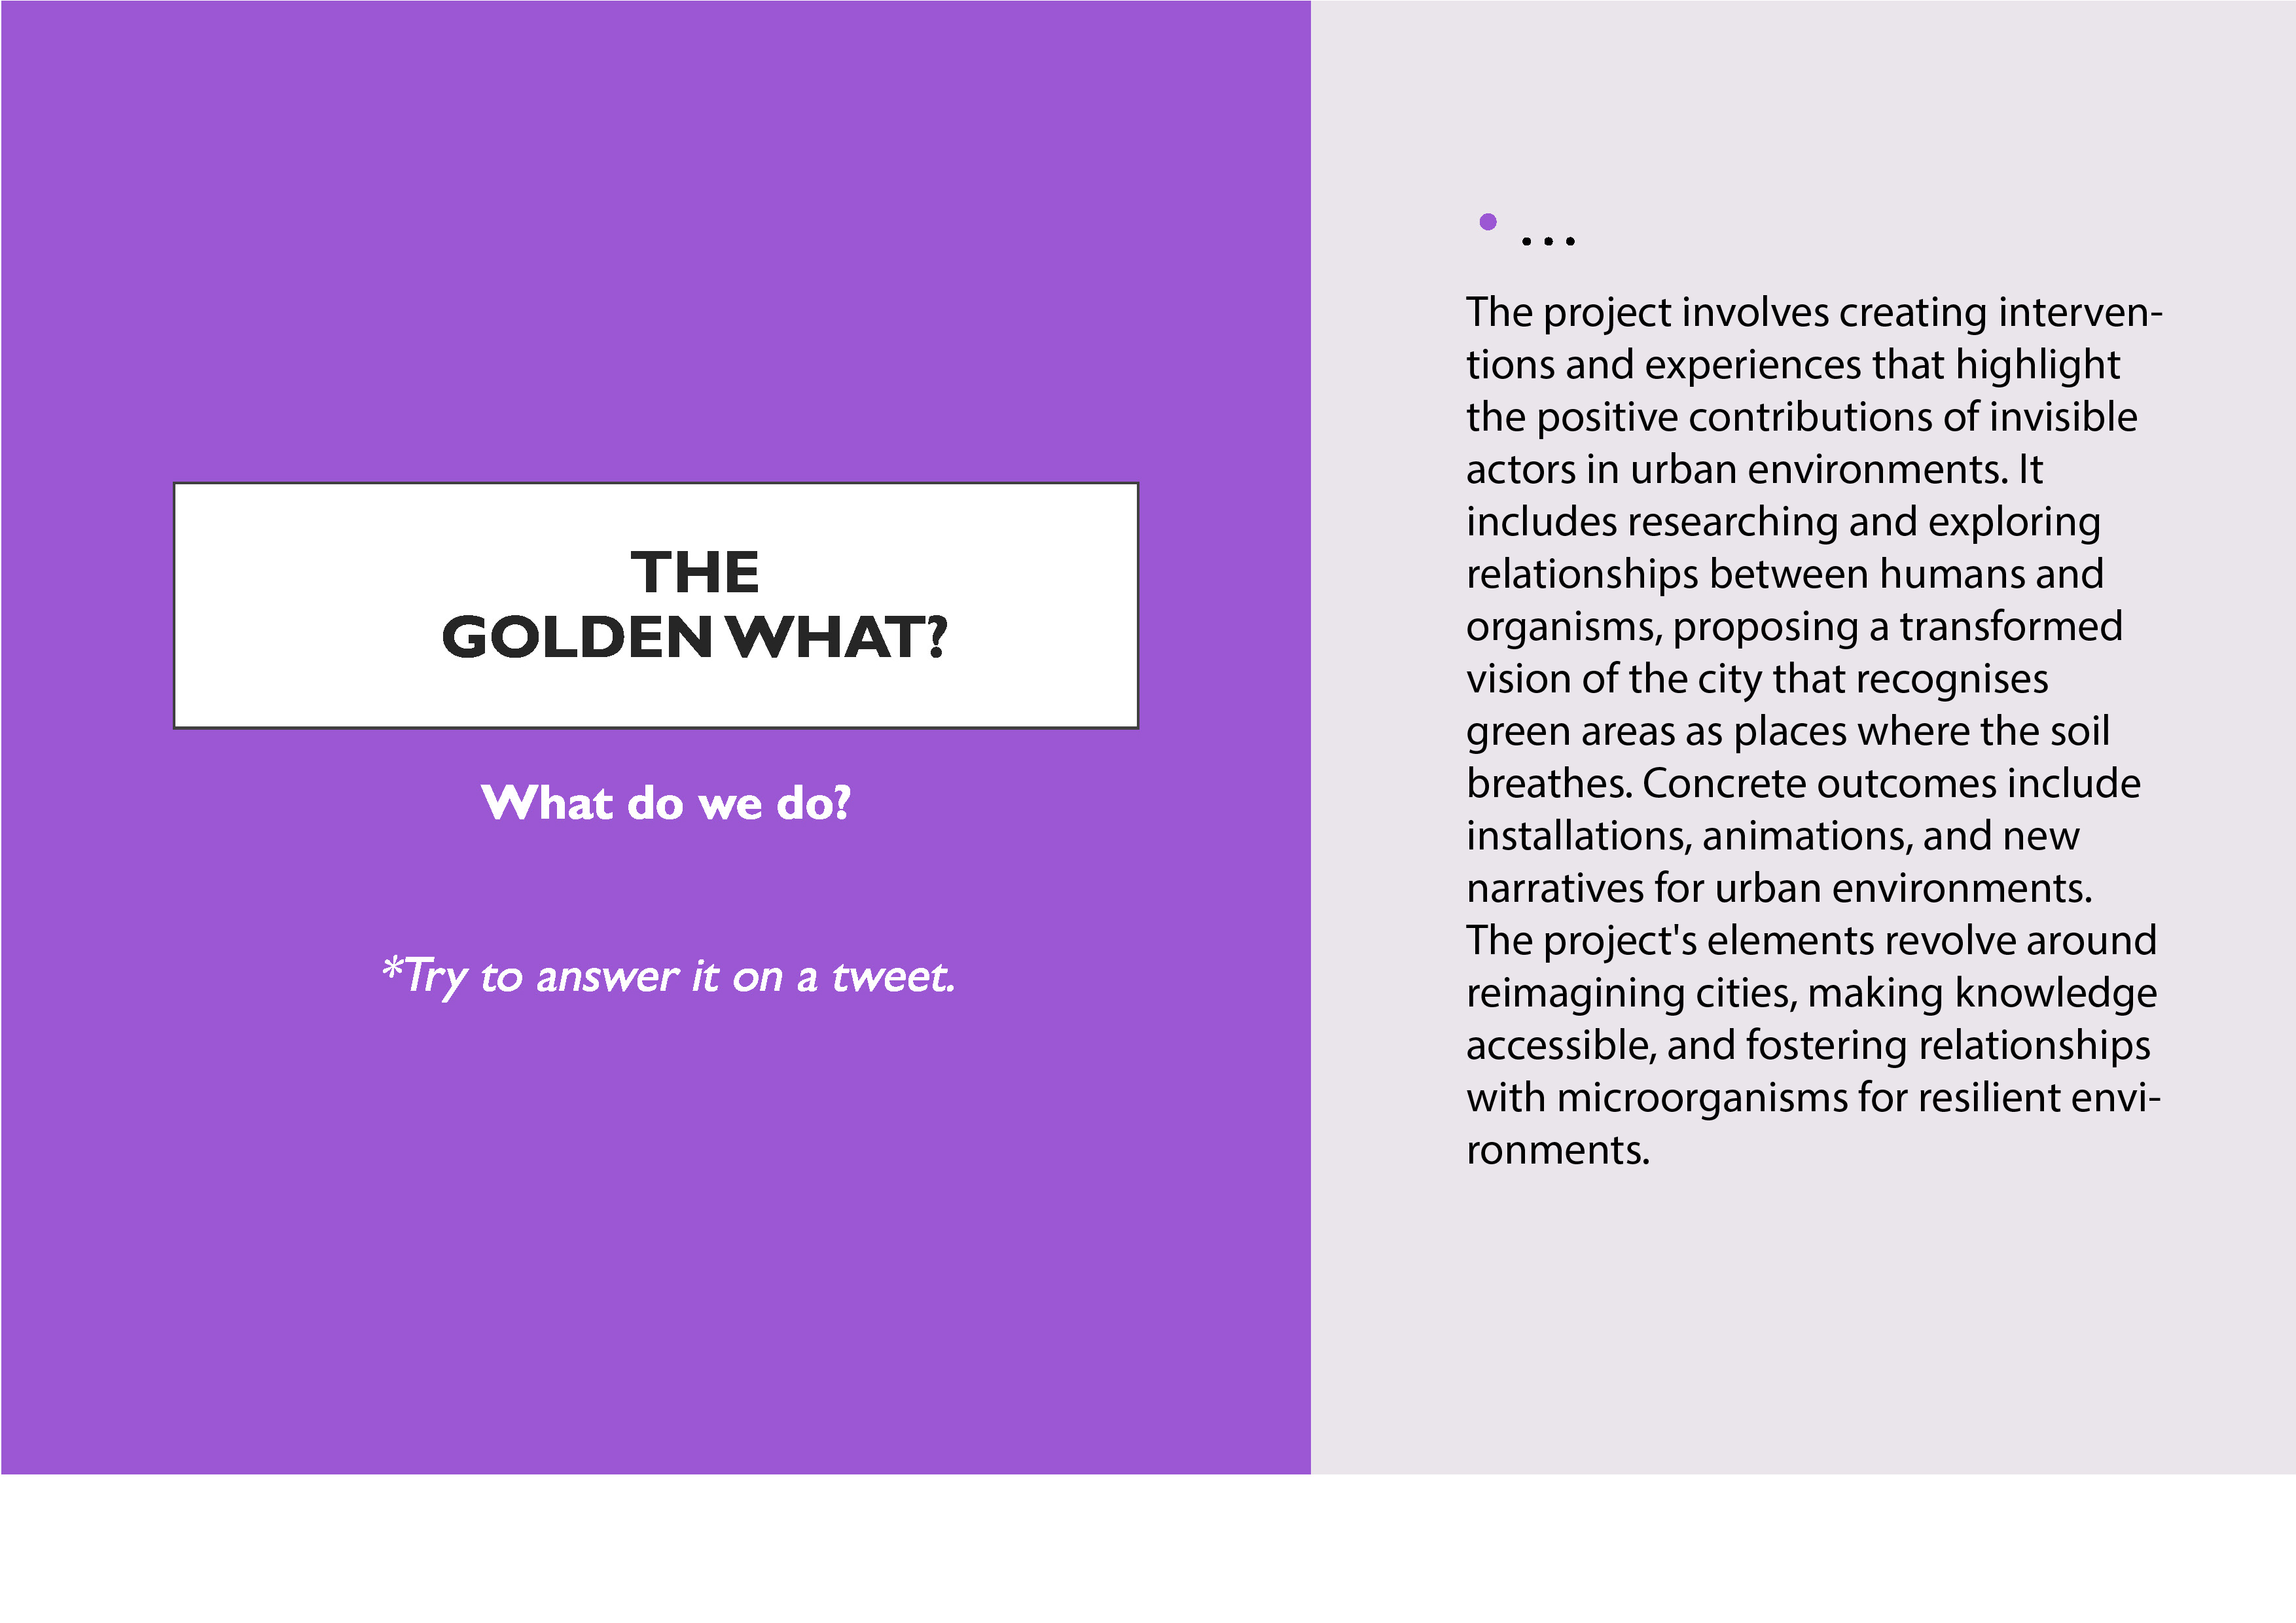 THE
GOLDEN WHAT?
What do we do?
*Try to answer it on a tweet.
• ...
The project involves creating interven-
tions and experiences that highlight
the positive contributions of invisible
actors in urban environments. It
includes researching and exploring
relationships between humans and
organisms, proposing a transformed
vision of the city that recognises
green areas as places where the soil
breathes. Concrete outcomes include
installations, animations, and new
narratives for urban environments.
The project's elements revolve around
reimagining cities, making knowledge
accessible, and fostering relationships
with microorganisms for resilient envi-
ronments.